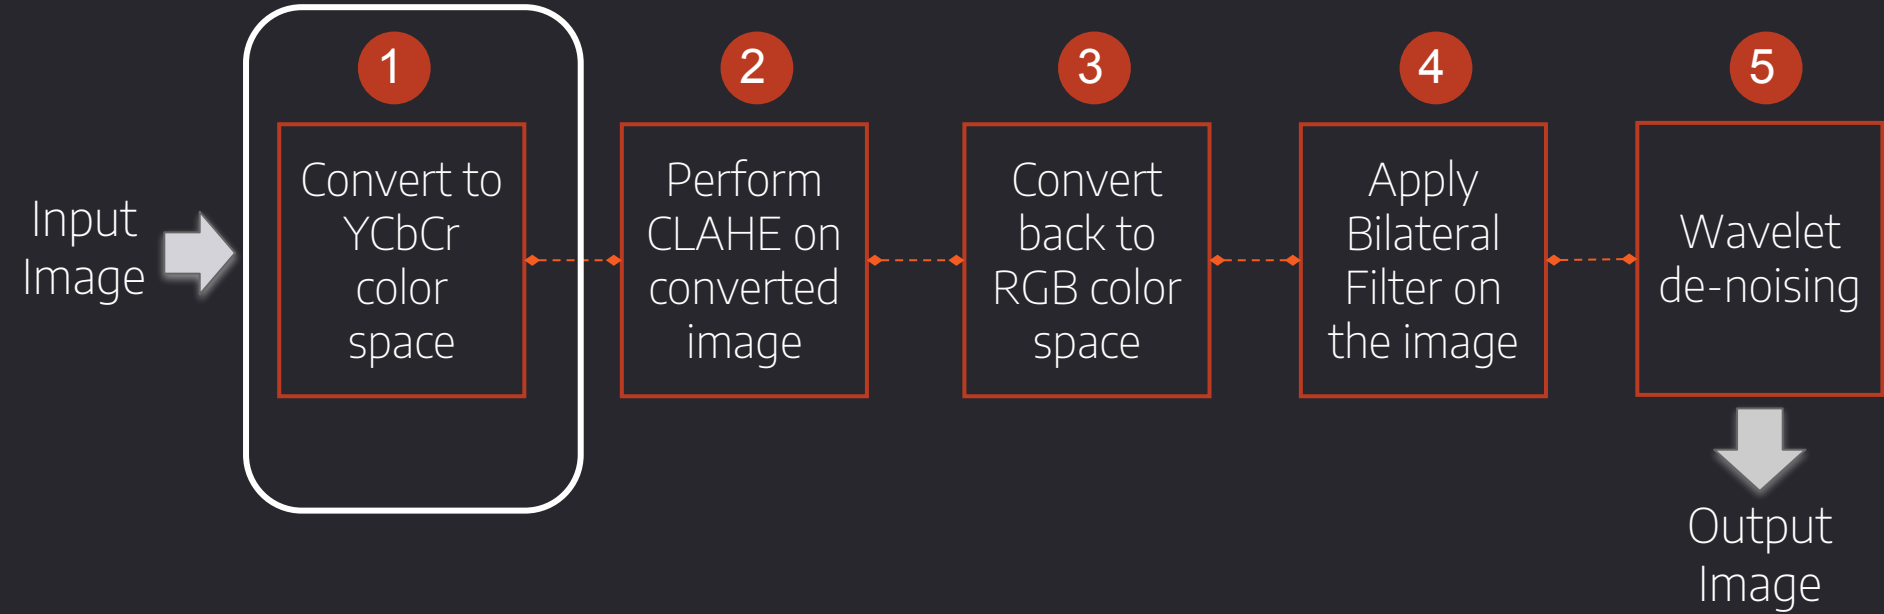 Input
Image
1
Convert to
YCbCr
color
space
2
Perform
CLAHE on
converted
image
3
Convert
back to
RGB color
space
4
Apply
Bilateral
Filter on
the image
5
Wavelet
de-noising
Output
Image